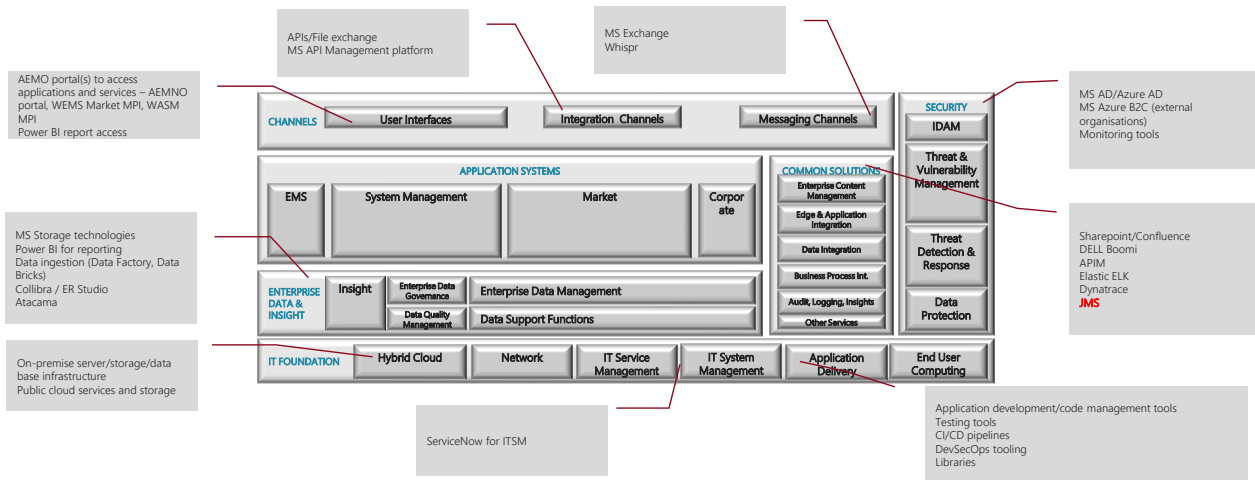 APIs/File exchange
MS API Management platform
MS Exchange
Whispr
AEMO portal(s) to access
applications and services – AEMNO
portal, WEMS Market MPI, WASM
MPI
Power BI report access
MS AD/Azure AD
MS Azure B2C (external
organisations)
Monitoring tools
CHANNELS
User Interfaces
Integration Channels
Messaging Channels
SECURITY
IDAM
Threat &
Vulnerability
Management
Threat
Detection &
Response
Data
Protection
APPLICATION SYSTEMS
EMS
System Management
Market
Corpor
ate
COMMON SOLUTIONS
Enterprise Content
Management
Edge & Application
Integration
Data Integration
Business Process Int.
Audit, Logging, Insights
Other Services
MS Storage technologies
Power BI for reporting
Data ingestion (Data Factory, Data
Bricks)
Collibra / ER Studio
Atacama
Sharepoint/Confluence
DELL Boomi
APIM
Elastic ELK
Dynatrace
JMS
ENTERPRISE
DATA &
INSIGHT
Insight
Enterprise Data
Governance
Enterprise Data Management
Data Quality
Management
Data Support Functions
IT FOUNDATION
Hybrid Cloud
Network
IT Service
Management
IT System
Management
Application
Delivery
End User
Computing
On-premise server/storage/data
base infrastructure
Public cloud services and storage
ServiceNow for ITSM
Application development/code management tools
Testing tools
CI/CD pipelines
DevSecOps tooling
Libraries